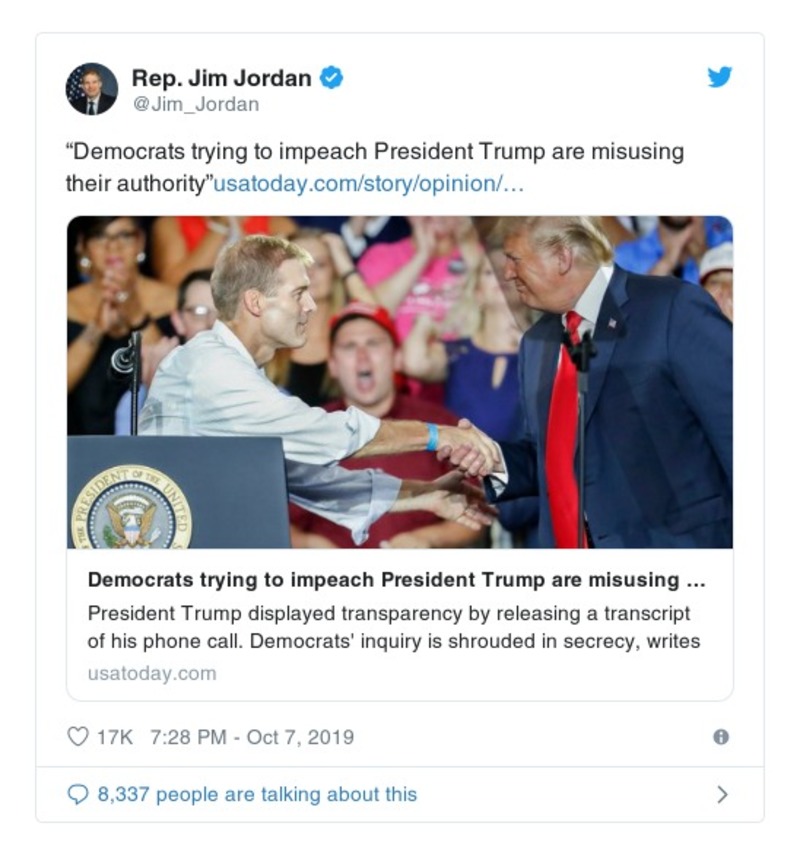 Rep. Jim Jordan
@Jim_Jordan
“Democrats trying to impeach President Trump are misusing
their authority”usatoday.com/story/opinion/…
PRESIDENT OF THE UNITED
Democrats trying to impeach President Trump are misusing ...
President Trump displayed transparency by releasing a transcript
of his phone call. Democrats' inquiry is shrouded in secrecy, writes
usatoday.com
17K 7:28 PM - Oct 7, 2019
8,337 people are talking about this